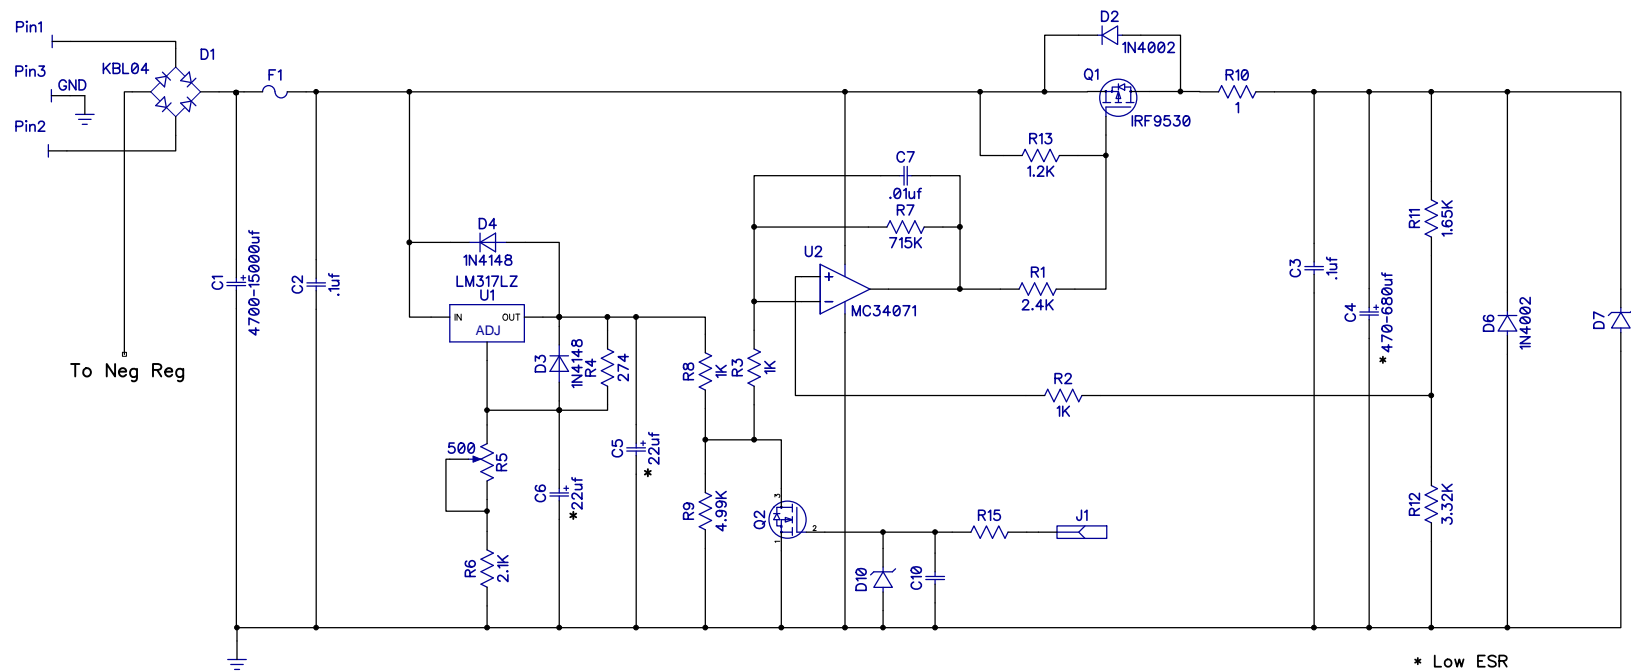 Pin1
Pin3
GND
Pin2
KBL04
D1
F1
To Neg Reg
C1
4700-15000uf
+
C2
.1uf
D4
1N4148
LM317LZ
U1
IN
OUT
ADJ
D3
1N4148
R4
274
500
R5
R6
2.1K
C6
+
*22uf
C5
+
*22uf
R8
1K
R3
1K
R9
4.99K
Q2
3
2
1
D10
C10
R15
J1
C7
.01uf
R7
715K
U2
+
−
MC34071
R1
2.4K
R13
1.2K
R2
1K
D2
1N4002
Q1
IRF9530
R10
1
C3
.1uf
C4
+
*470-680uf
R11
1.65K
R12
3.32K
D6
1N4002
D7
* Low ESR